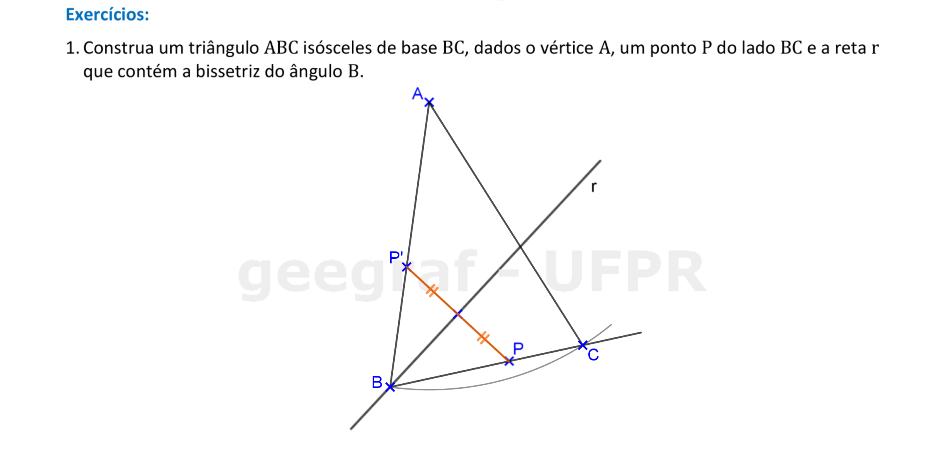 Exercícios:
1. Construa um triângulo ABC isósceles de base BC, dados o vértice A, um ponto P do lado BC e a reta r
que contém a bissetriz do ângulo B.
A
r
P'
geegraf - UFPR
P
C
B